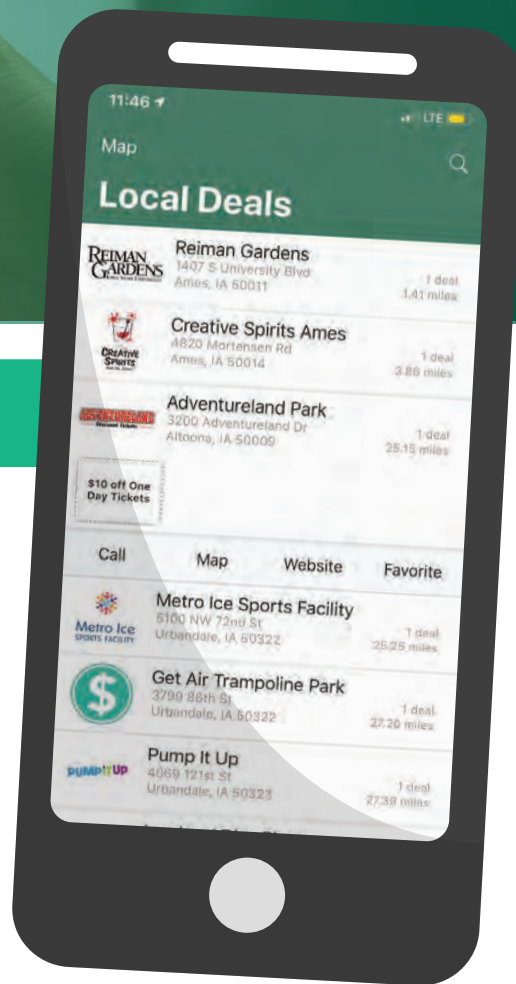 11:46
LTE
Map
Local Deals
REIMAN
GARDENS
Reiman Gardens
1407 S University Blvd
Ames, IA 50011
1 deal
1.41 miles
CREATIVE
SPIRITS
Creative Spirits Ames
4820 Mortensen Rd
Ames, IA 50014
1 deal
3.86 miles
Adventureland Park
3200 Adventureland Dr
Altoona, IA 50009
1 deal
25.15 miles
$10 off One
Day Tickets
Call Map Website Favorite
Metro Ice
SPORTS FACILITY
Metro Ice Sports Facility
5100 NW 72nd St
Urbandale, IA 50322
1 deal
25.25 miles
$
Get Air Trampoline Park
3799 86th St
Urbandale, IA 50322
1 deal
27.20 miles
PUMP IT UP
Pump It Up
4069 121st St
Urbandale, IA 50323
1 deal
27.39 miles